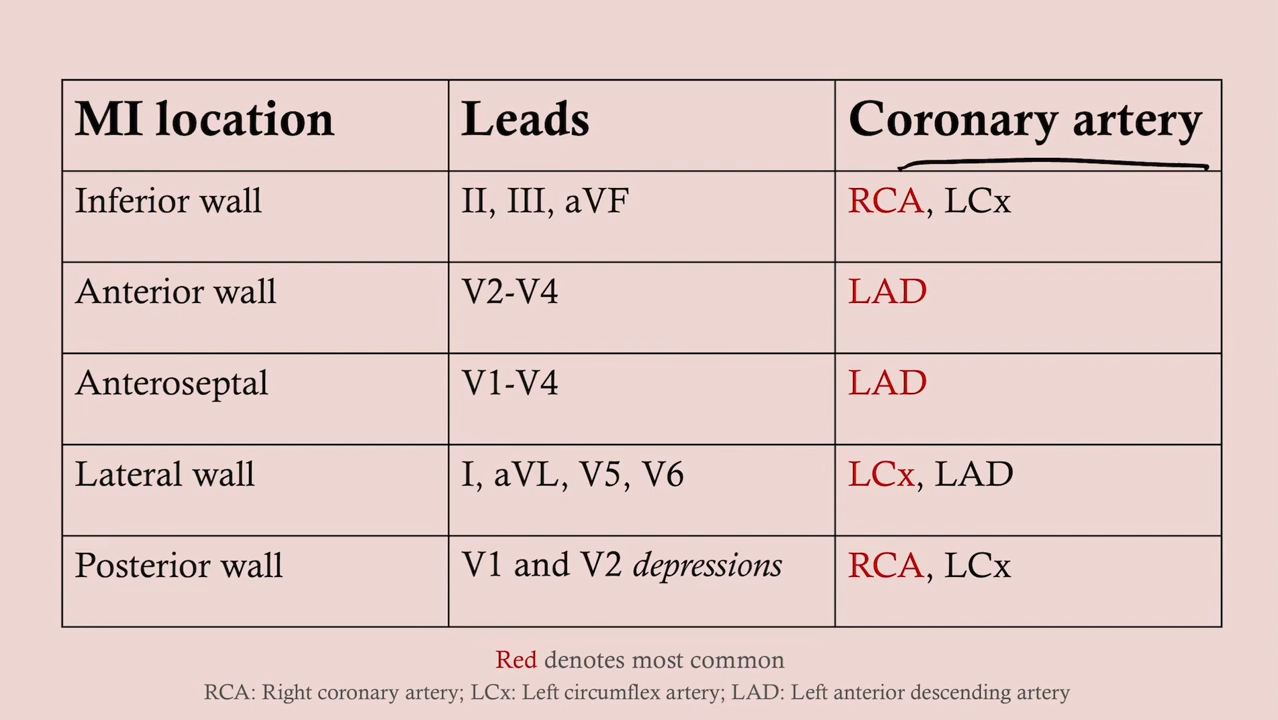 MI location Leads Coronary artery
Inferior wall II, III, aVF RCA, LCx
Anterior wall V2-V4 LAD
Anteroseptal V1-V4 LAD
Lateral wall I, aVL, V5, V6 LCx, LAD
Posterior wall V1 and V2 depressions RCA, LCx
Red denotes most common
RCA: Right coronary artery; LCx: Left circumflex artery; LAD: Left anterior descending artery